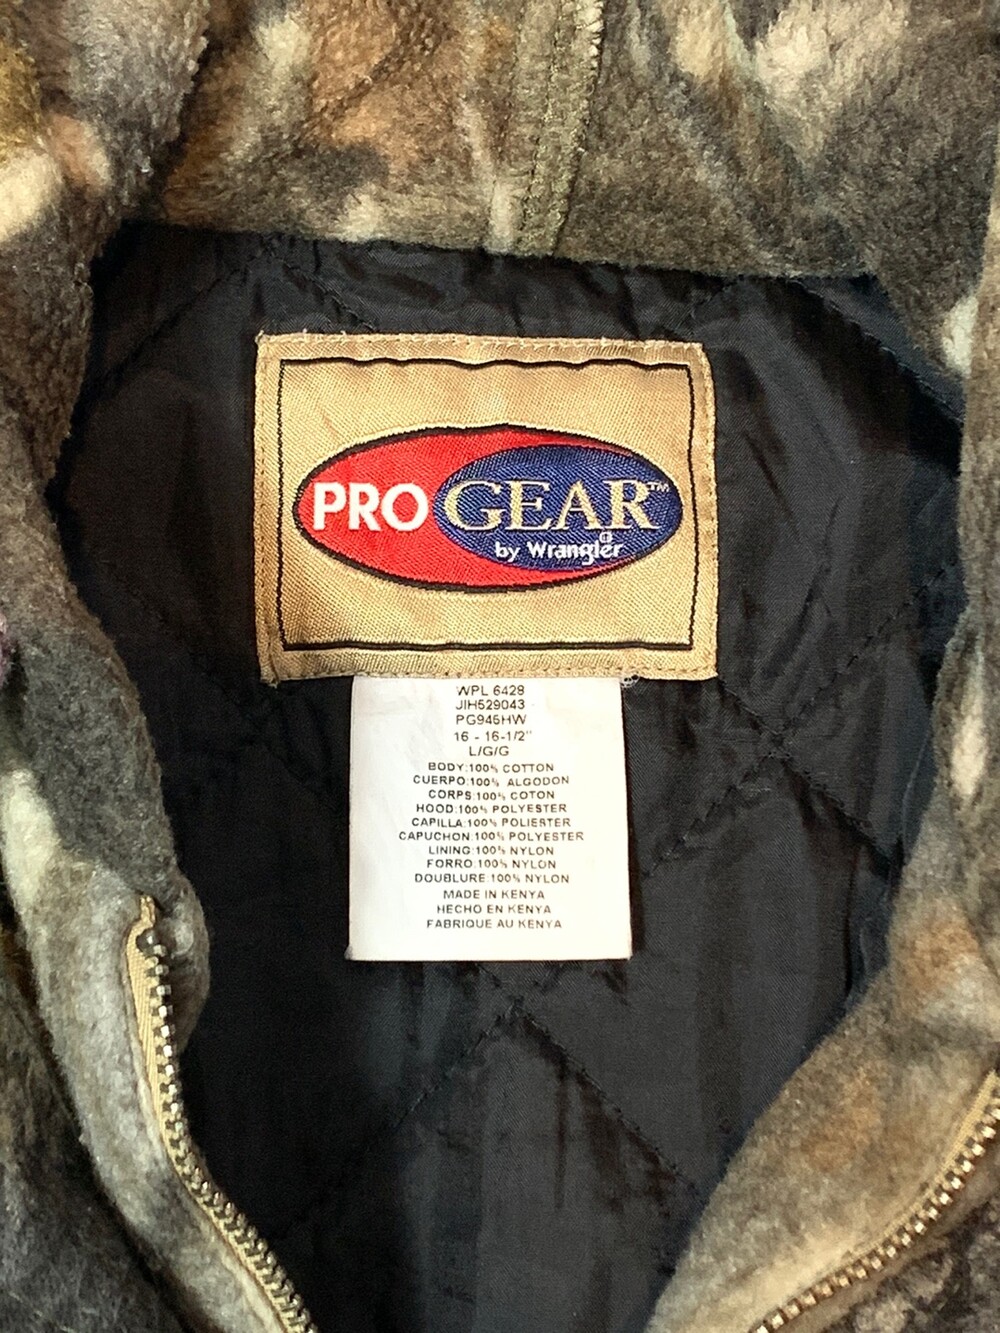 PRO GEAR™
by Wrangler®
WPL 6429
JIH529043
PG945HW
16 - 16-1/2"
L/G/G
BODY:100% COTTON
CUERPO:100% ALGODON
CORPS:100% COTON
HOOD:100% POLYESTER
CAPILLA:100% POLIESTER
CAPUCHON:100% POLYESTER
LINING:100% NYLON
FORRO:100% NYLON
DOUBLURE:100% NYLON
MADE IN KENYA
HECHO EN KENYA
FABRIQUE AU KENYA